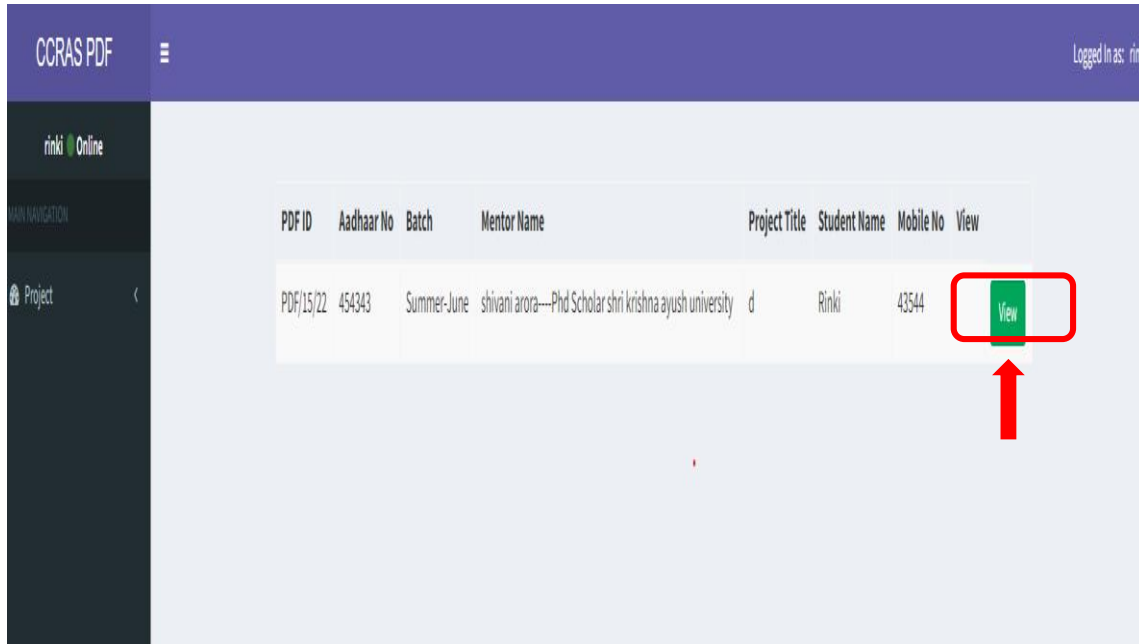 CCRAS PDF
Logged In as: rin
rinki Online
MAIN NAVIGATION
Project
PDF ID Aadhaar No Batch Mentor Name Project Title Student Name Mobile No View
PDF/15/22 454343 Summer-June shivani arora----Phd Scholar shri krishna ayush university d Rinki 43544 View